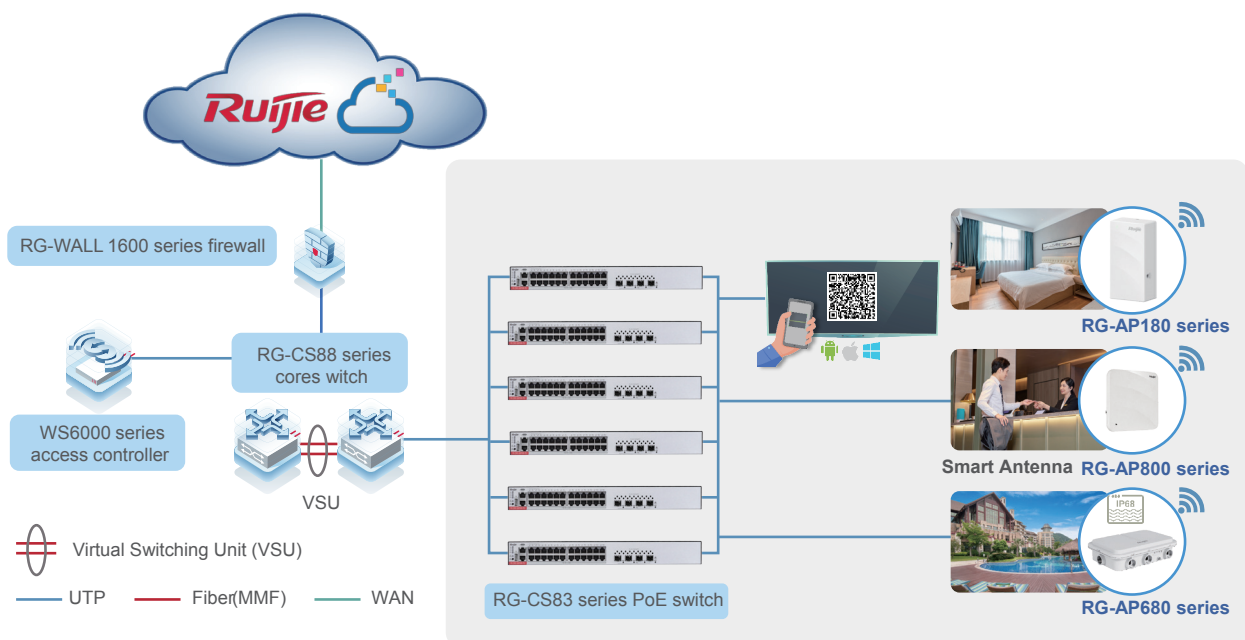 Ruijie
RG-WALL 1600 series firewall
RG-CS88 series
cores witch
WS6000 series
access controller
VSU
Virtual Switching Unit (VSU)
UTP
Fiber(MMF)
WAN
RG-CS83 series PoE switch
RG-AP180 series
Smart Antenna
RG-AP800 series
IP68
RG-AP680 series